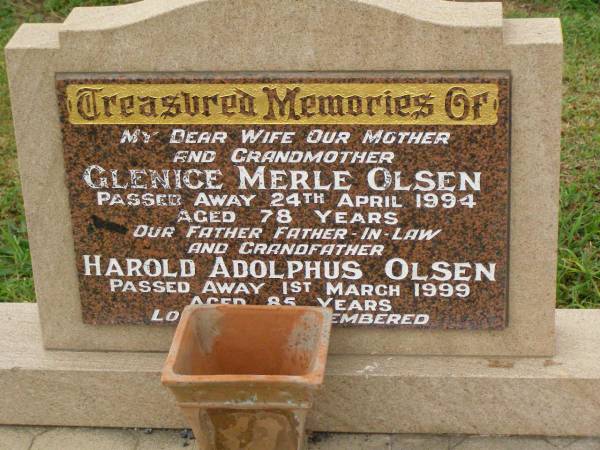 Treasured Memories Of
MY DEAR WIFE OUR MOTHER
AND GRANDMOTHER
GLENICE MERLE OLSEN
PASSED AWAY 24TH APRIL 1994
AGED 78 YEARS
OUR FATHER FATHER-IN-LAW
AND GRANDFATHER
HAROLD ADOLPHUS OLSEN
PASSED AWAY 1ST MARCH 1999
AGED 85 YEARS